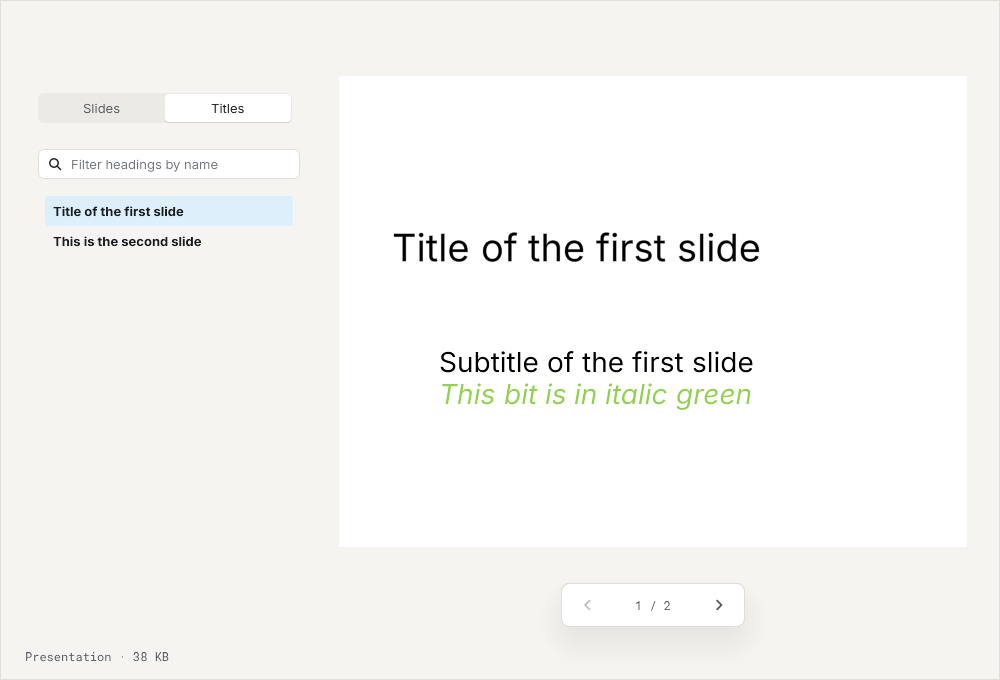 Slides
Titles
Filter headings by name
Title of the first slide
This is the second slide
Title of the first slide
Subtitle of the first slide
This bit is in italic green
1 / 2
Presentation · 38 KB